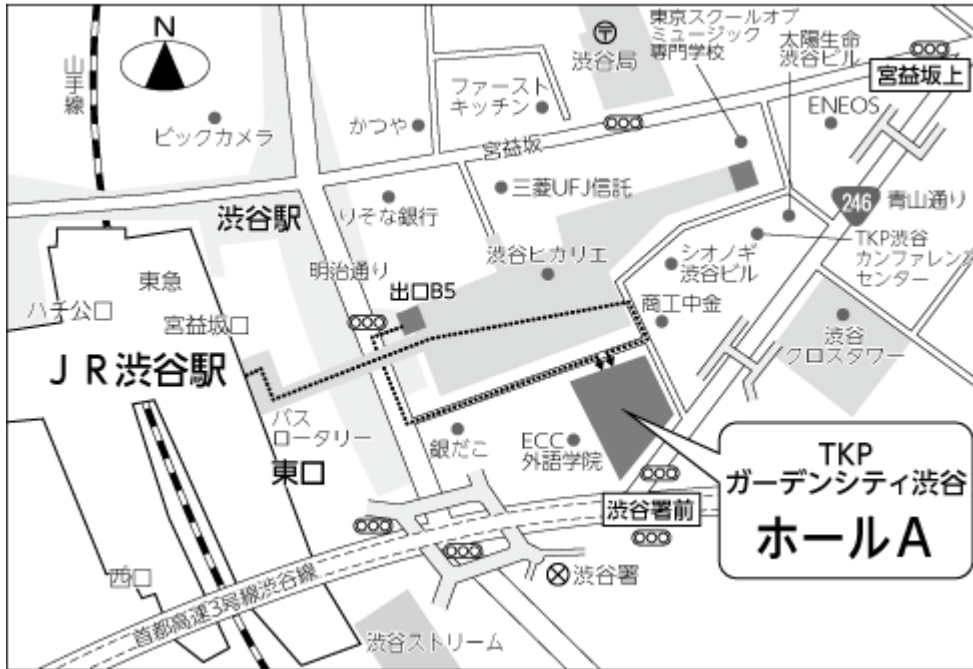 N
山手線
ビックカメラ
かつや
ファースト
キッチン
渋谷局
東京スクールオブ
ミュージック
専門学校
太陽生命
渋谷ビル
宮益坂上
ENEOS
宮益坂
三菱UFJ信託
りそな銀行
渋谷駅
明治通り
出口B5
渋谷ヒカリエ
シオノギ
渋谷ビル
246
青山通り
TKP渋谷
カンファレンス
センター
商工中金
渋谷
クロスタワー
東急
ハチ公口
宮益坂口
JR渋谷駅
バス
ロータリー
東口
銀だこ
ECC
外語学院
TKP
ガーデンシティ渋谷
ホールA
渋谷署前
渋谷署
西口
首都高速3号線渋谷線
渋谷ストリーム